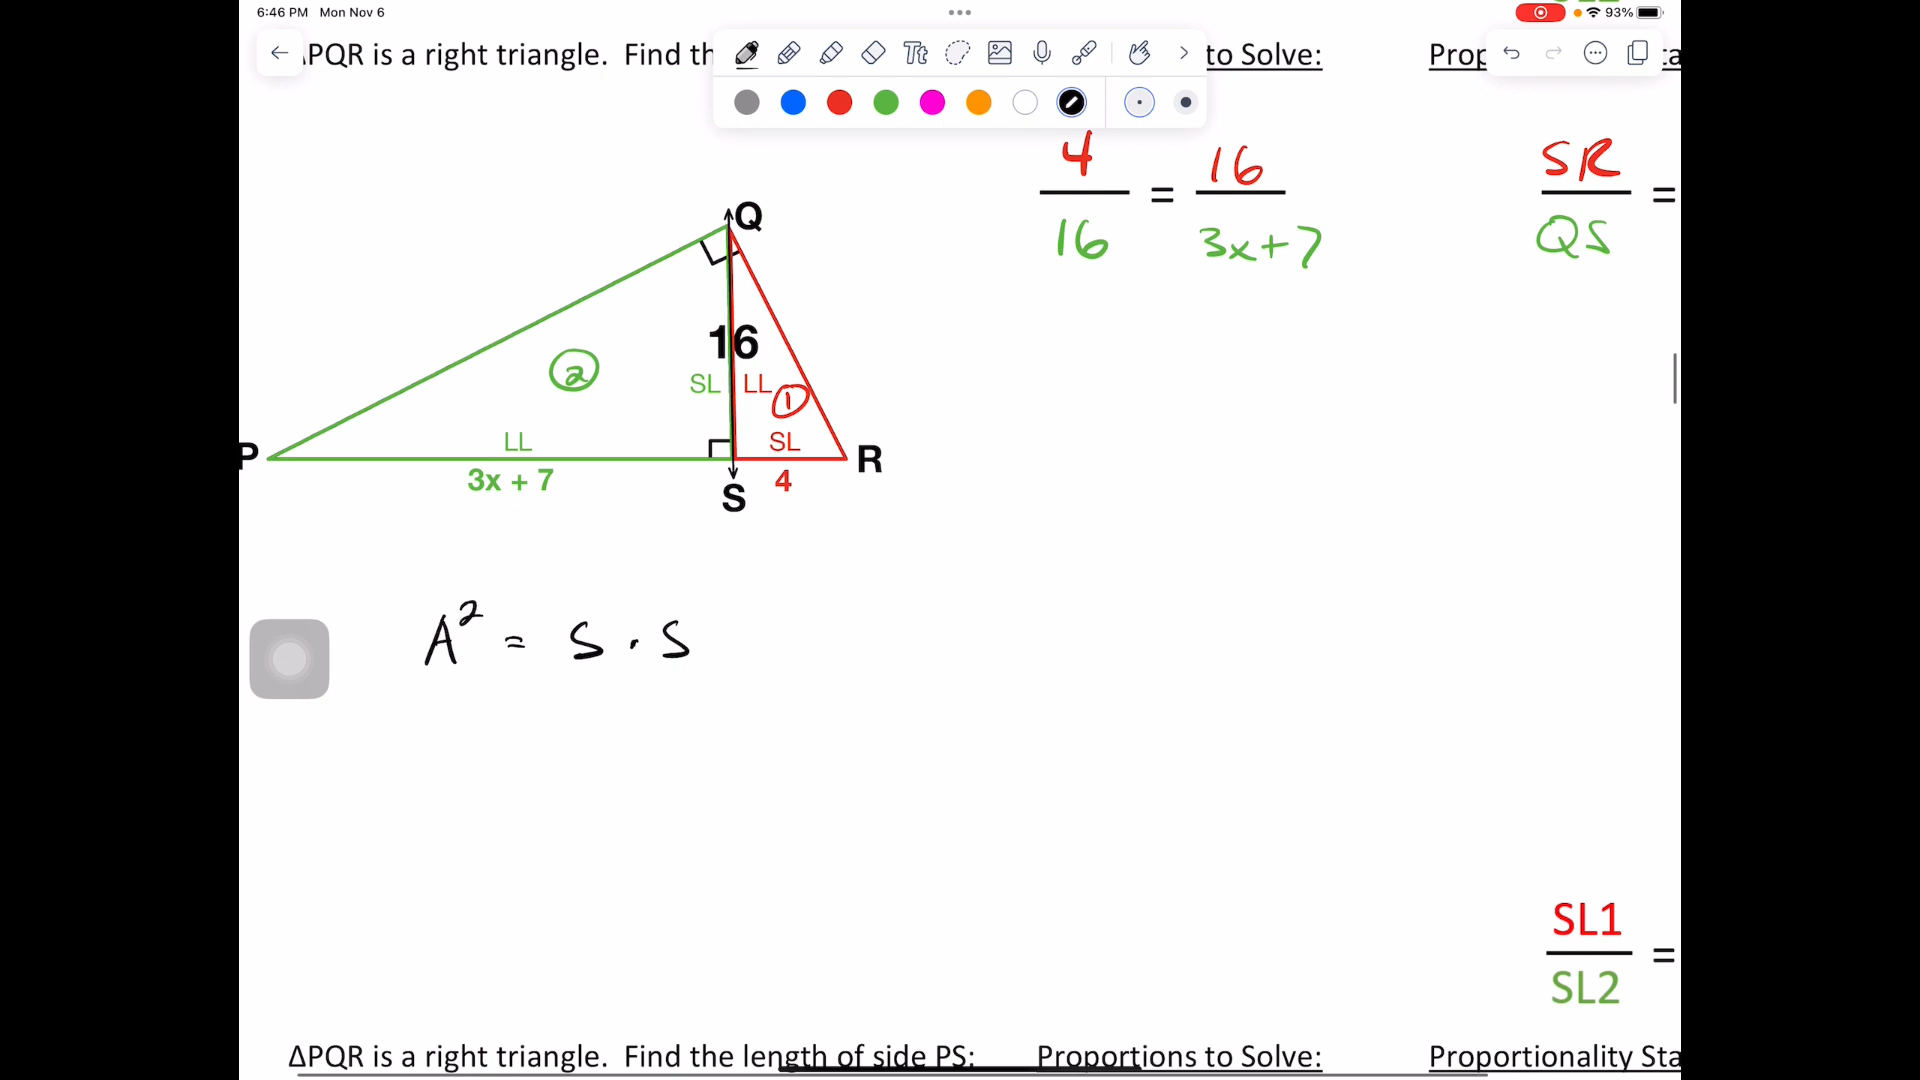 6:46 PM Mon Nov 6
93%
PQR is a right triangle. Find th
to Solve:
Tt
4
16
=
16
3x+7
SR
QS
=
Q
16
SL
LL
1
2
P
LL
SL
R
3x + 7
4
S
A² = S · S
SL1
SL2
=
ΔPQR is a right triangle. Find the length of side PS:
Proportions to Solve:
Proportionality Sta